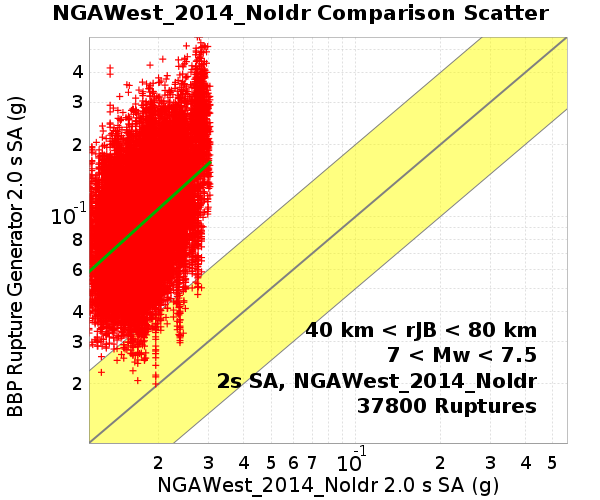 NGAWest_2014_NoIdr Comparison Scatter
BBP Rupture Generator 2.0 s SA (g)
4
3
2
10-1
8
6
4
3
2
40 km < rJB < 80 km
7 < Mw < 7.5
2s SA, NGAWest_2014_NoIdr
37800 Ruptures
2 3 4 5 6 7 10-1 2 3 4 5
NGAWest_2014_NoIdr 2.0 s SA (g)